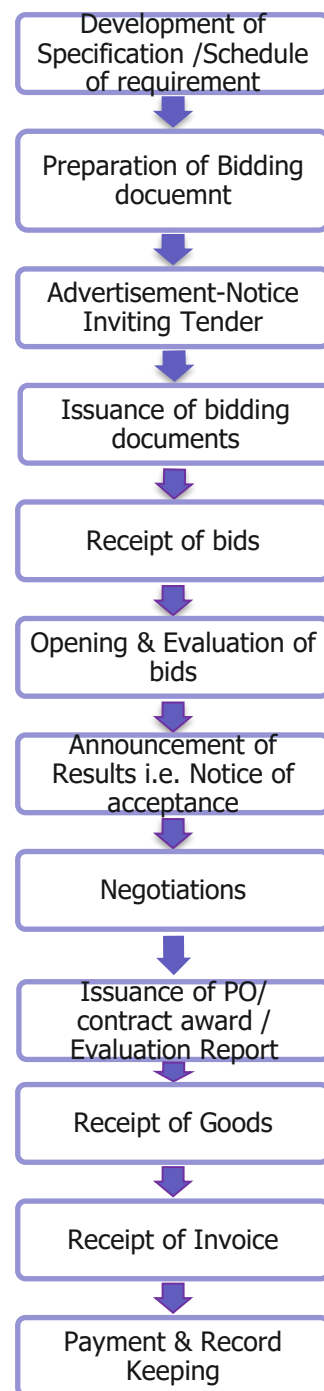 Development of
Specification /Schedule
of requirement
Preparation of Bidding
docuemnt
Advertisement-Notice
Inviting Tender
Issuance of bidding
documents
Receipt of bids
Opening & Evaluation of
bids
Announcement of
Results i.e. Notice of
acceptance
Negotiations
Issuance of PO/
contract award /
Evaluation Report
Receipt of Goods
Receipt of Invoice
Payment & Record
Keeping